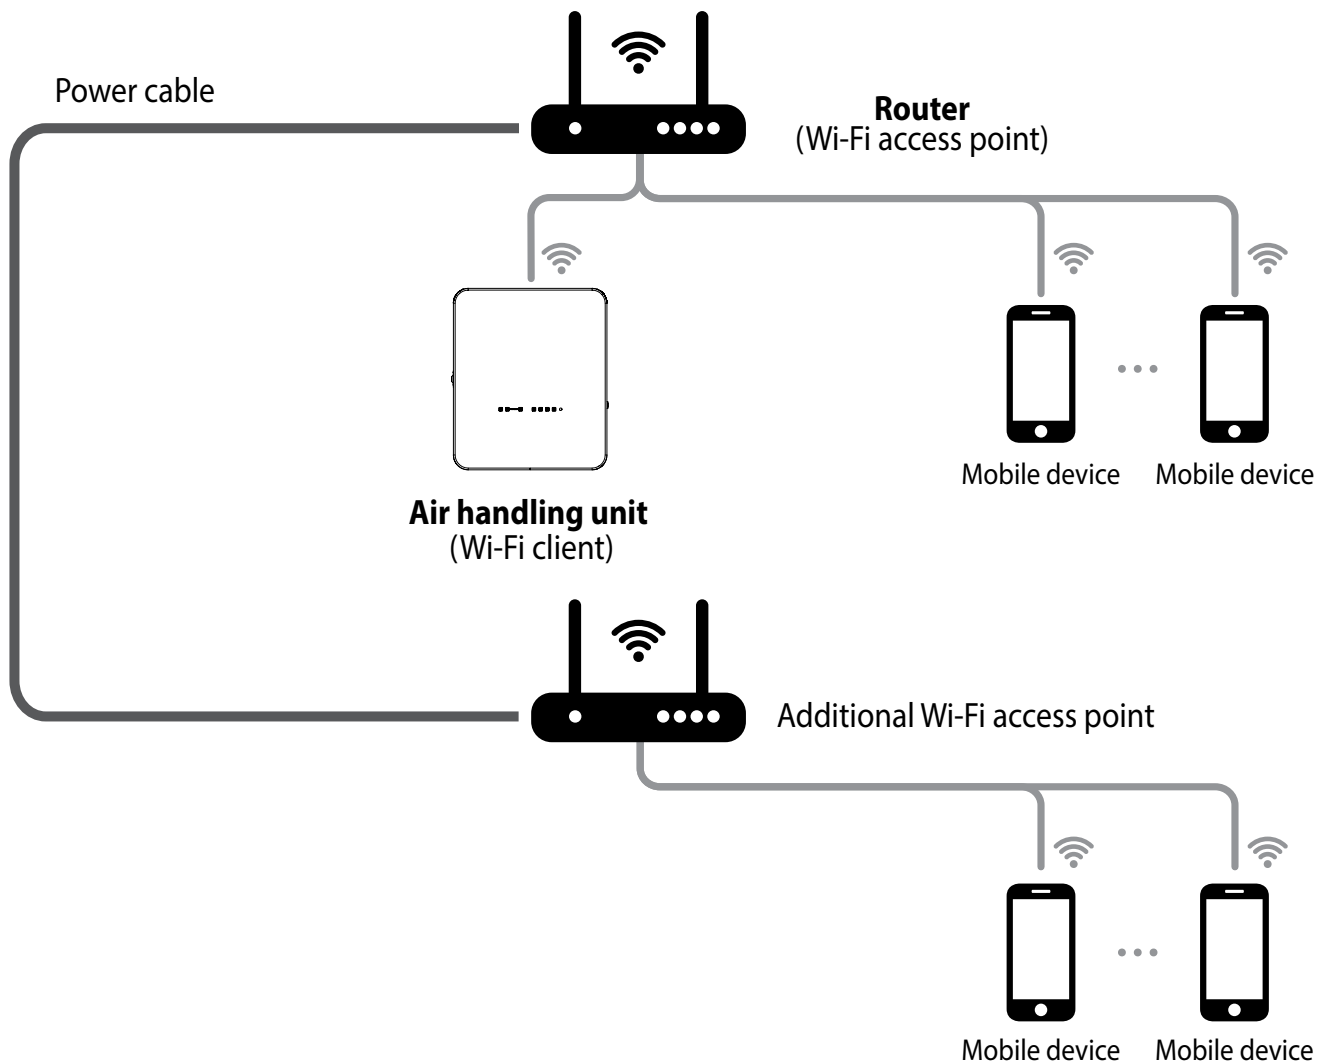 Power cable
Router
(Wi-Fi access point)
Mobile device
Mobile device
Air handling unit
(Wi-Fi client)
Additional Wi-Fi access point
Mobile device
Mobile device